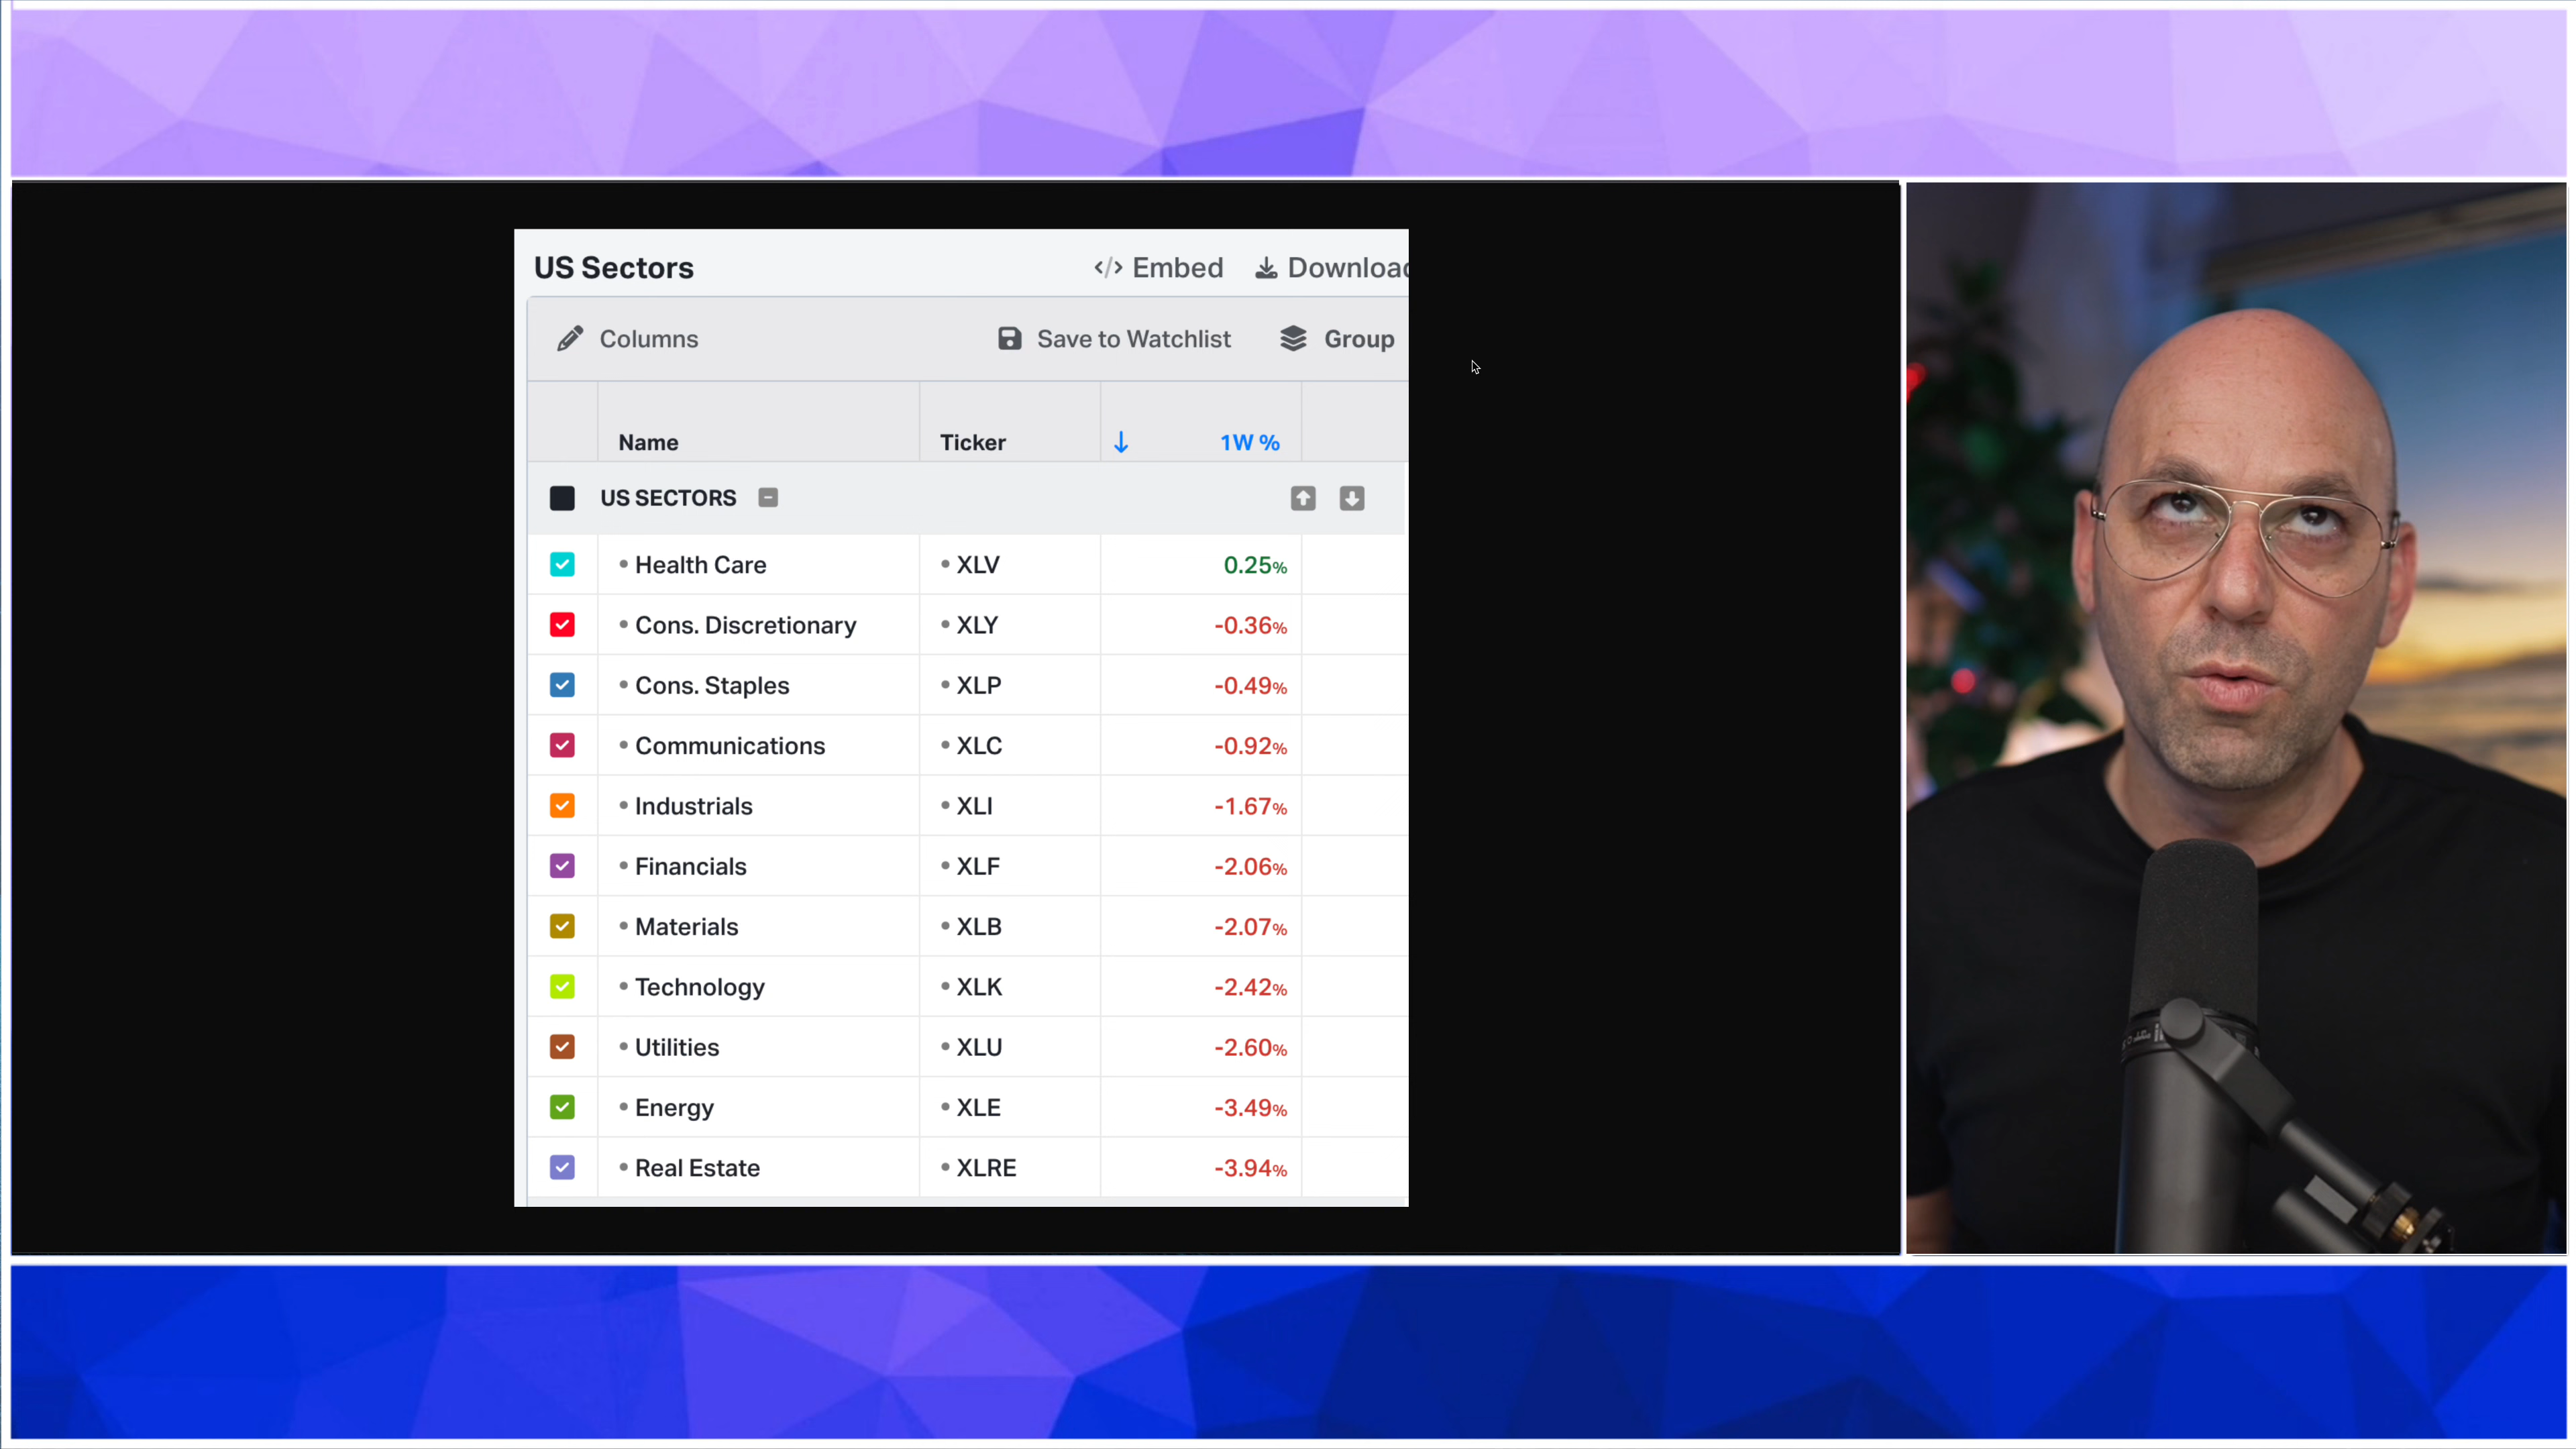 US Sectors </> Embed Download
Columns Save to Watchlist Group
Name Ticker ↓ 1W %
US SECTORS
• Health Care • XLV 0.25%
• Cons. Discretionary • XLY -0.36%
• Cons. Staples • XLP -0.49%
• Communications • XLC -0.92%
• Industrials • XLI -1.67%
• Financials • XLF -2.06%
• Materials • XLB -2.07%
• Technology • XLK -2.42%
• Utilities • XLU -2.60%
• Energy • XLE -3.49%
• Real Estate • XLRE -3.94%